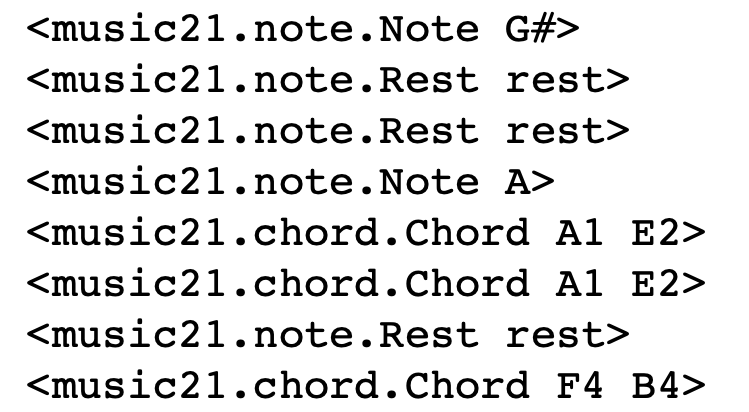 <music21.note.Note G#>
<music21.note.Rest rest>
<music21.note.Rest rest>
<music21.note.Note A>
<music21.chord.Chord A1 E2>
<music21.chord.Chord A1 E2>
<music21.note.Rest rest>
<music21.chord.Chord F4 B4>